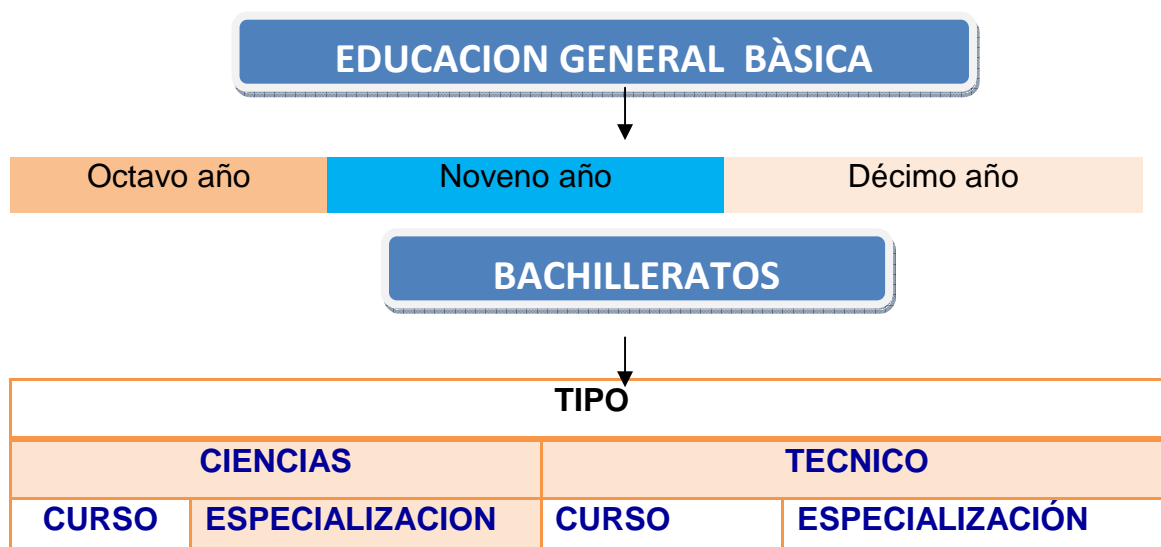 EDUCACION GENERAL BÀSICA
Octavo año Noveno año Décimo año
BACHILLERATOS
TIPO
CIENCIAS TECNICO
CURSO ESPECIALIZACION CURSO ESPECIALIZACIÓN